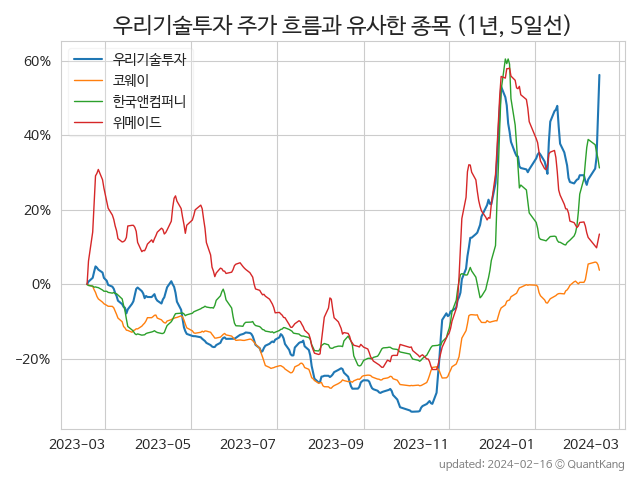 우리기술투자 주가 흐름과 유사한 종목 (1년, 5일선)
우리기술투자
코웨이
한국앤컴퍼니
위메이드
60%
40%
20%
0%
−20%
2023-03 2023-05 2023-07 2023-09 2023-11 2024-01 2024-03
updated: 2024-02-16 © QuantKang